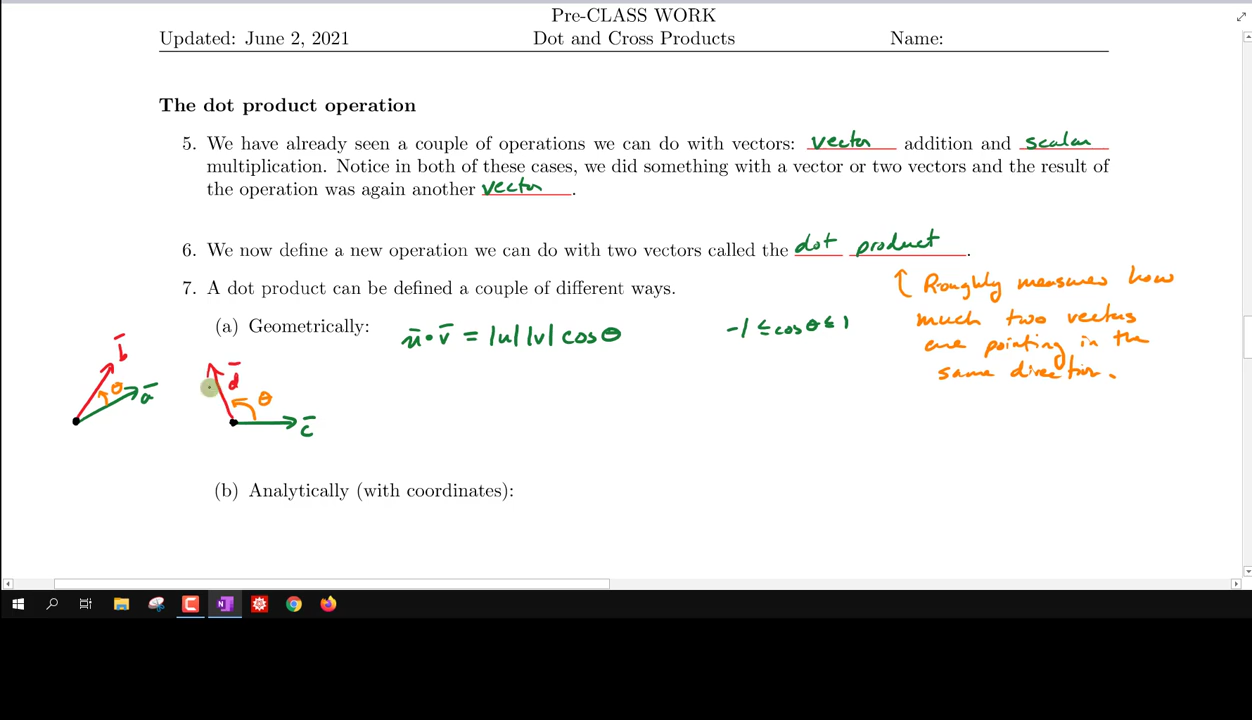 Pre-CLASS WORK
Updated: June 2, 2021 Dot and Cross Products Name:
The dot product operation
5. We have already seen a couple of operations we can do with vectors: vector addition and scalar
multiplication. Notice in both of these cases, we did something with a vector or two vectors and the result of
the operation was again another vector.
6. We now define a new operation we can do with two vectors called the dot product.
↑ Roughly measures how
much two vectors
are pointing in the
same direction.
7. A dot product can be defined a couple of different ways.
(a) Geometrically: u̅ • v̅ = |u| |v| cos θ -1 ≤ cos θ ≤ 1
b̅ θ a̅
d̅ θ c̅
(b) Analytically (with coordinates):